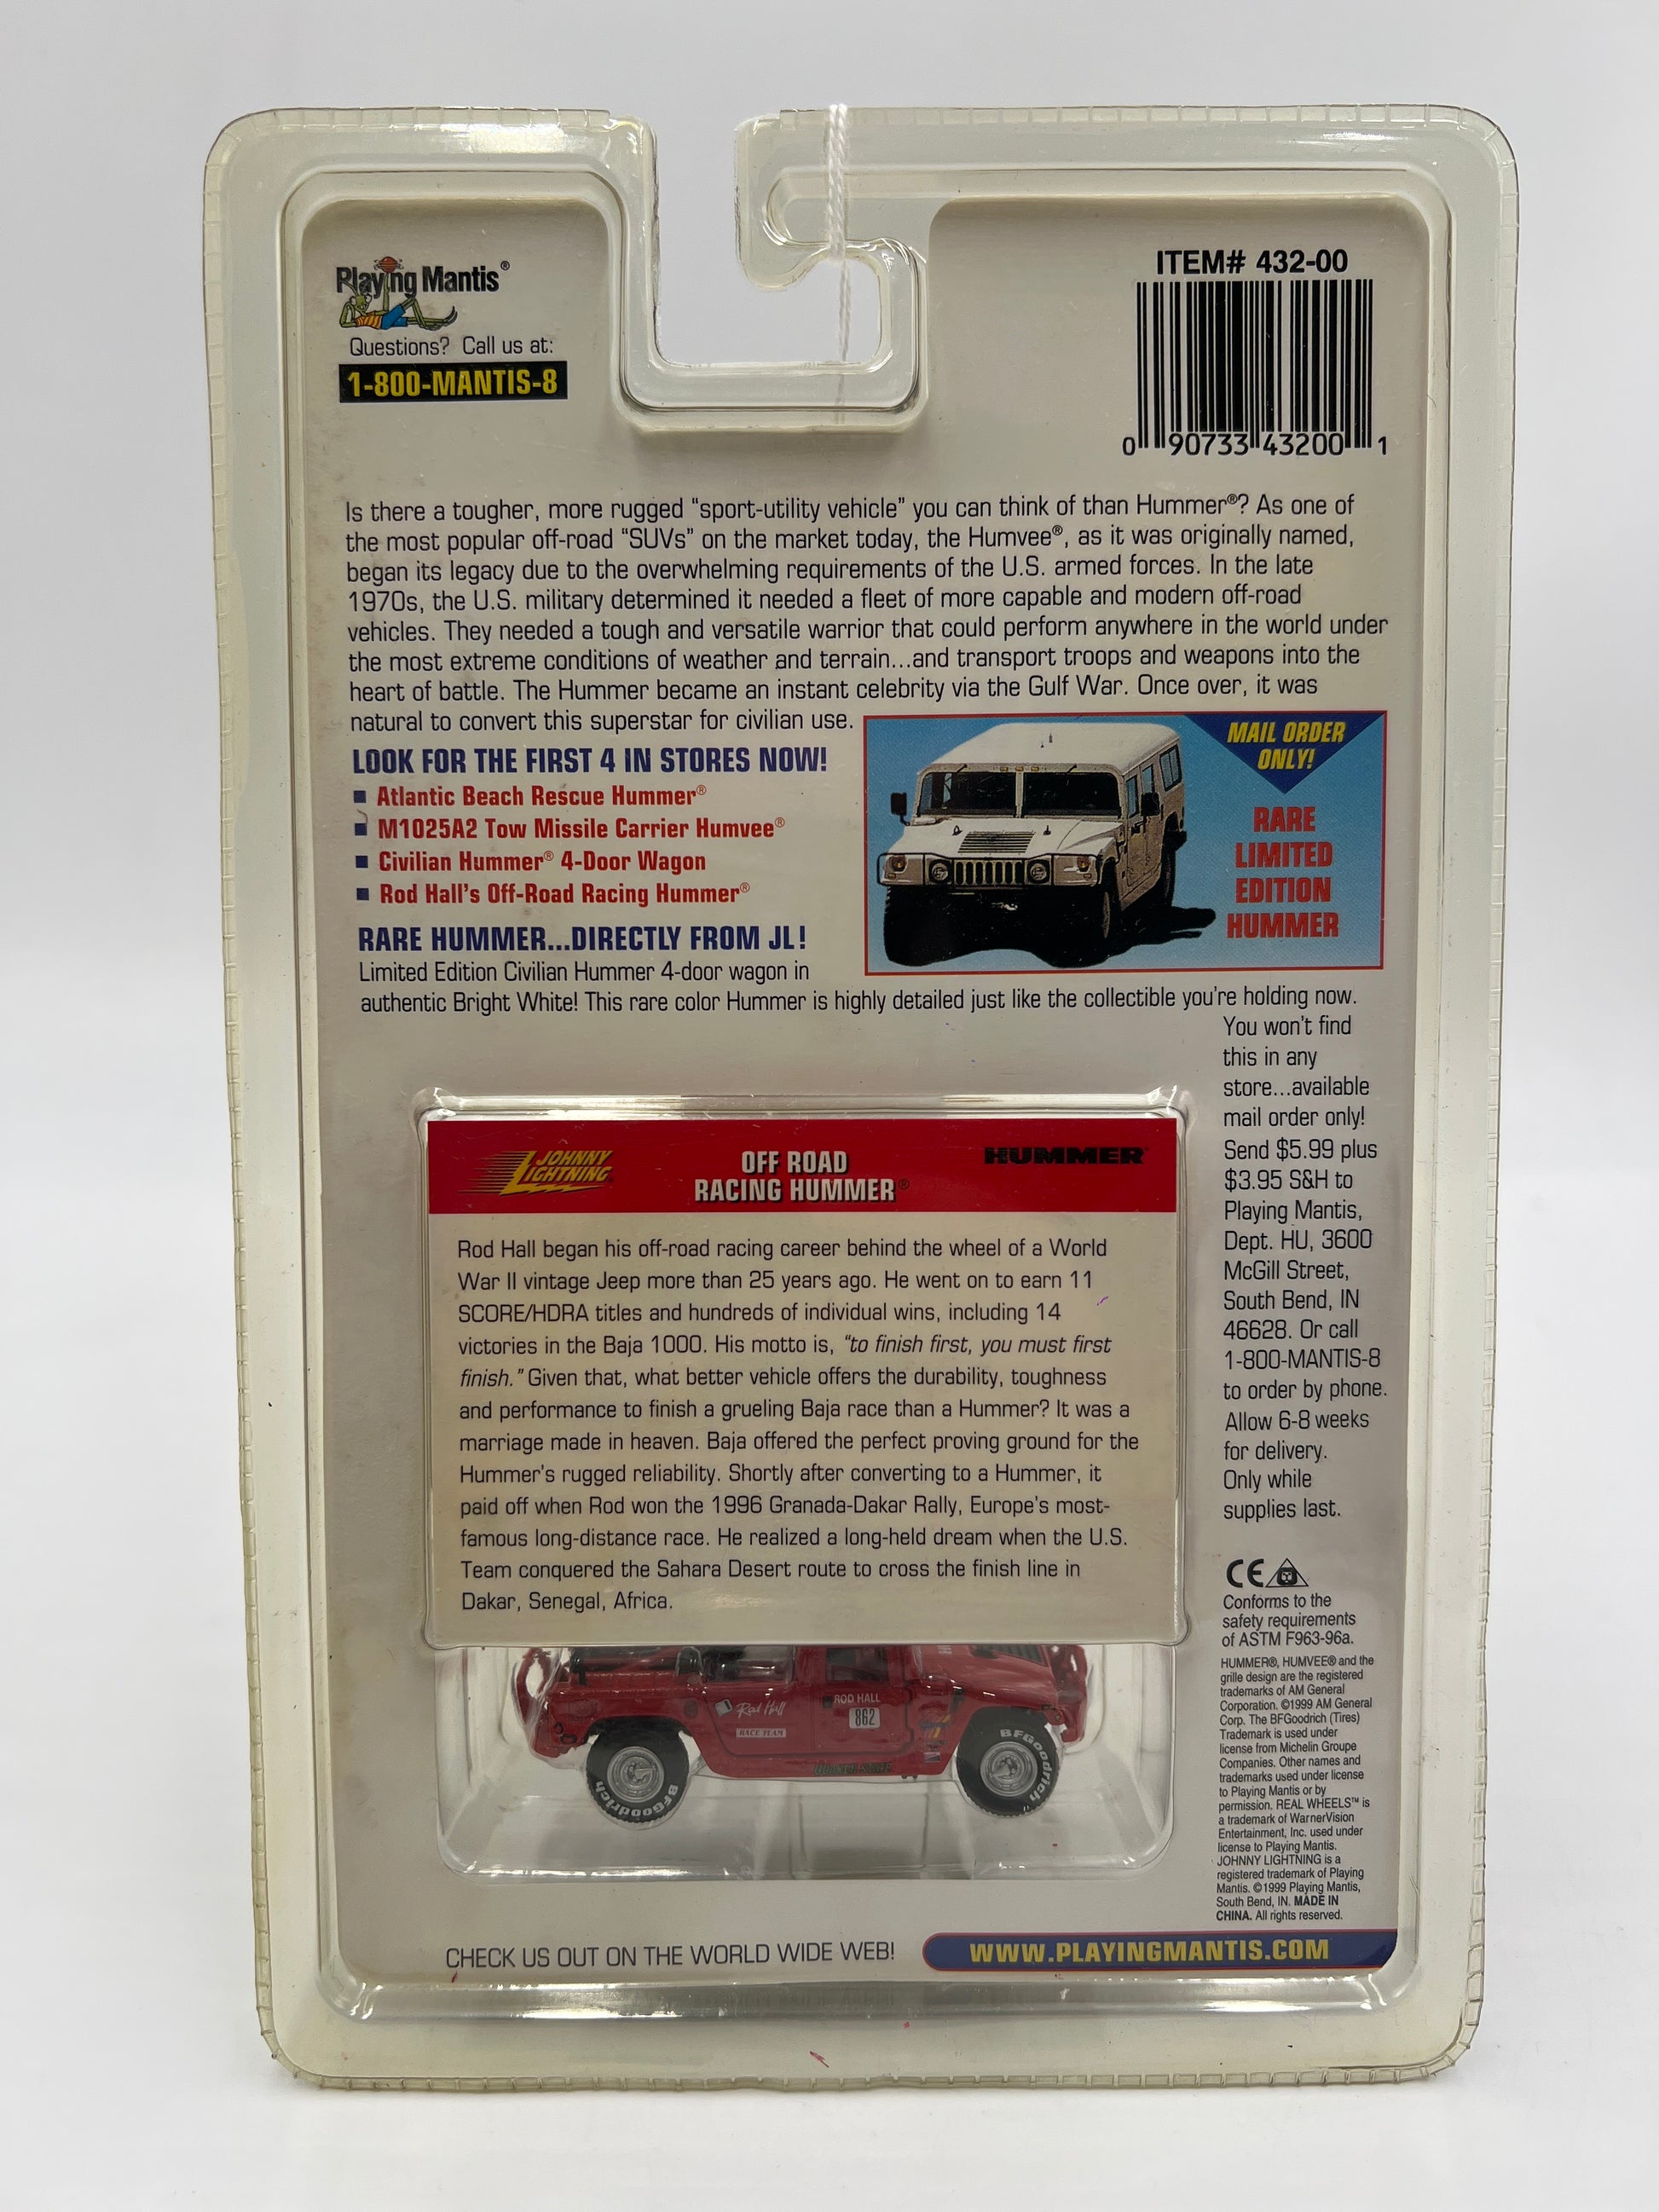 Playing Mantis®
Questions? Call us at:
1-800-MANTIS-8
ITEM# 432-00
0 90733 43200 1
Is there a tougher, more rugged “sport-utility vehicle” you can think of than Hummer®? As one of
the most popular off-road “SUVs” on the market today, the Humvee®, as it was originally named,
began its legacy due to the overwhelming requirements of the U.S. armed forces. In the late
1970s, the U.S. military determined it needed a fleet of more capable and modern off-road
vehicles. They needed a tough and versatile warrior that could perform anywhere in the world under
the most extreme conditions of weather and terrain...and transport troops and weapons into the
heart of battle. The Hummer became an instant celebrity via the Gulf War. Once over, it was
natural to convert this superstar for civilian use.
LOOK FOR THE FIRST 4 IN STORES NOW!
■ Atlantic Beach Rescue Hummer®
■ M1025A2 Tow Missile Carrier Humvee®
■ Civilian Hummer® 4-Door Wagon
■ Rod Hall's Off-Road Racing Hummer®
MAIL ORDER
ONLY!
RARE
LIMITED
EDITION
HUMMER
RARE HUMMER...DIRECTLY FROM JL!
Limited Edition Civilian Hummer 4-door wagon in
authentic Bright White! This rare color Hummer is highly detailed just like the collectible you're holding now.
You won't find
this in any
store...available
mail order only!
Send $5.99 plus
$3.95 S&H to
Playing Mantis,
Dept. HU, 3600
McGill Street,
South Bend, IN
46628. Or call
1-800-MANTIS-8
to order by phone.
Allow 6-8 weeks
for delivery.
Only while
supplies last.
JOHNNY
LIGHTNING
OFF ROAD
RACING HUMMER®
HUMMER
Rod Hall began his off-road racing career behind the wheel of a World
War II vintage Jeep more than 25 years ago. He went on to earn 11
SCORE/HDRA titles and hundreds of individual wins, including 14
victories in the Baja 1000. His motto is, “to finish first, you must first
finish.” Given that, what better vehicle offers the durability, toughness
and performance to finish a grueling Baja race than a Hummer? It was a
marriage made in heaven. Baja offered the perfect proving ground for the
Hummer's rugged reliability. Shortly after converting to a Hummer, it
paid off when Rod won the 1996 Granada-Dakar Rally, Europe's most-
famous long-distance race. He realized a long-held dream when the U.S.
Team conquered the Sahara Desert route to cross the finish line in
Dakar, Senegal, Africa.
Rod Hall
RACE TEAM
ROD HALL
862
BFGoodrich
BFGoodrich
CE
Conforms to the
safety requirements
of ASTM F963-96a.
HUMMER®, HUMVEE® and the
grille design are the registered
trademarks of AM General
Corporation. ©1999 AM General
Corp. The BFGoodrich (Tires)
Trademark is used under
license from Michelin Groupe
Companies. Other names and
trademarks used under license
to Playing Mantis or by
permission. REAL WHEELS™ is
a trademark of WarnerVision
Entertainment, Inc. used under
license to Playing Mantis.
JOHNNY LIGHTNING is a
registered trademark of Playing
Mantis. ©1999 Playing Mantis,
South Bend, IN. MADE IN
CHINA. All rights reserved.
CHECK US OUT ON THE WORLD WIDE WEB!
WWW.PLAYINGMANTIS.COM